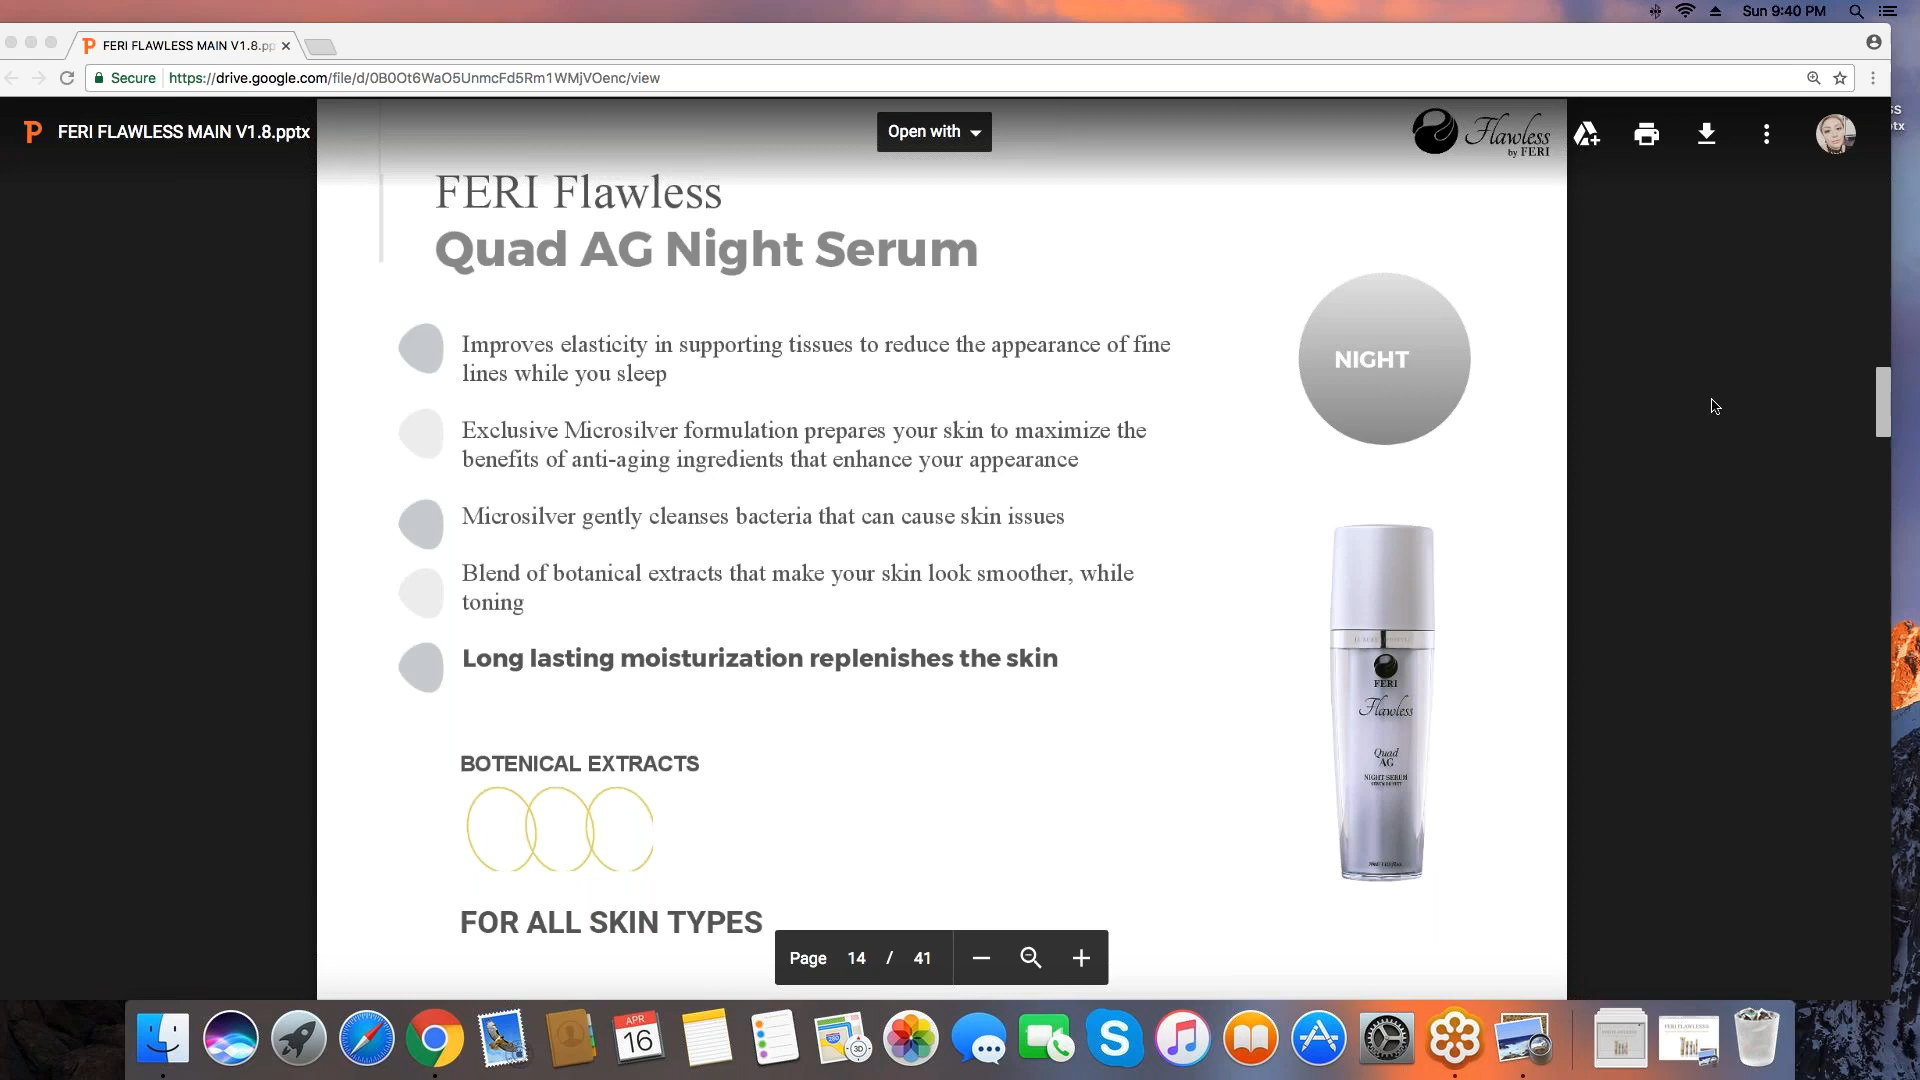 Sun 9:40 PM
FERI FLAWLESS MAIN V1.8.pp
Secure
https://drive.google.com/file/d/0B0Ot6WaO5UnmcFd5Rm1WMjVOenc/view
FERI FLAWLESS MAIN V1.8.pptx
Open with
Flawless
by FERI
FERI Flawless
Quad AG Night Serum
Improves elasticity in supporting tissues to reduce the appearance of fine
lines while you sleep
NIGHT
Exclusive Microsilver formulation prepares your skin to maximize the
benefits of anti-aging ingredients that enhance your appearance
Microsilver gently cleanses bacteria that can cause skin issues
Blend of botanical extracts that make your skin look smoother, while
toning
Long lasting moisturization replenishes the skin
FERI
Flawless
Quad
AG
NIGHT SERUM
BOTENICAL EXTRACTS
FOR ALL SKIN TYPES
Page 14 / 41
APR
16
280
3D